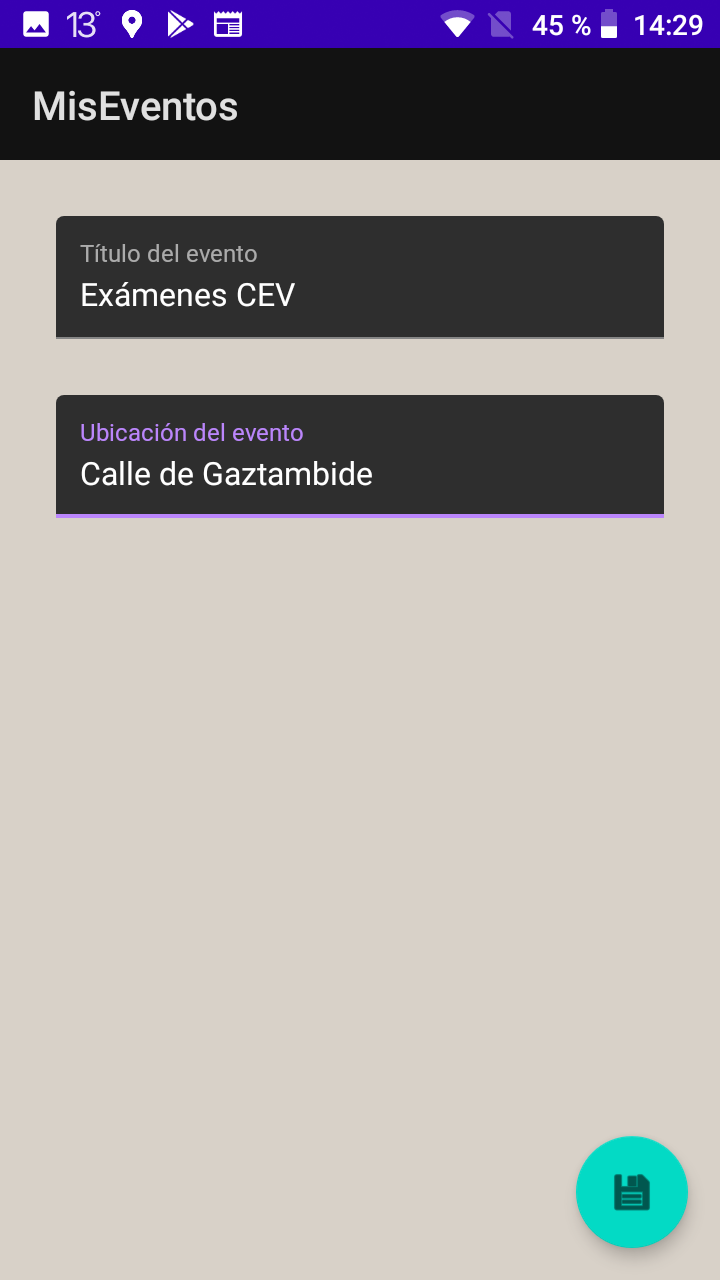 13° 45 % 14:29
MisEventos
Título del evento
Exámenes CEV
Ubicación del evento
Calle de Gaztambide